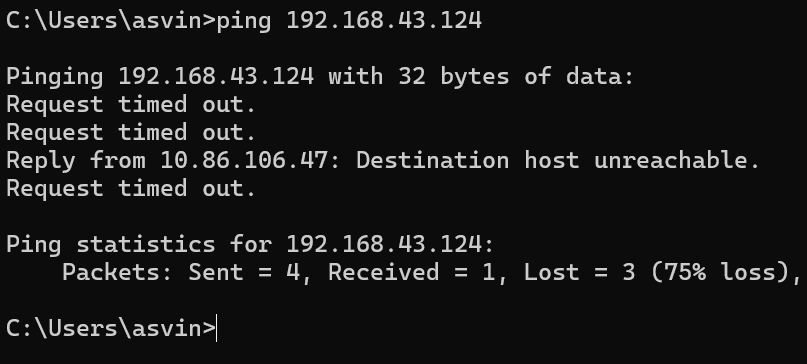 C:\Users\asvin>ping 192.168.43.124
Pinging 192.168.43.124 with 32 bytes of data:
Request timed out.
Request timed out.
Reply from 10.86.106.47: Destination host unreachable.
Request timed out.
Ping statistics for 192.168.43.124:
    Packets: Sent = 4, Received = 1, Lost = 3 (75% loss),
C:\Users\asvin>